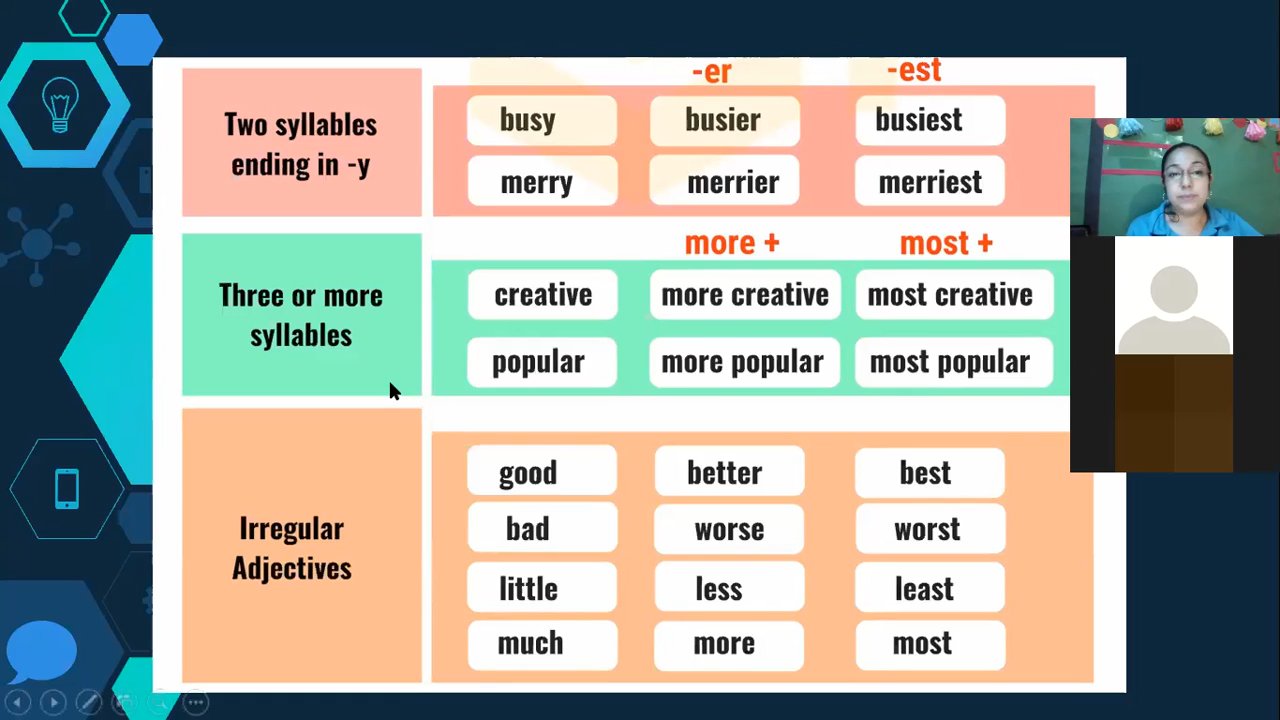 -er -est
Two syllables
ending in -y
busy busier busiest
merry merrier merriest
more + most +
Three or more
syllables
creative more creative most creative
popular more popular most popular
Irregular
Adjectives
good better best
bad worse worst
little less least
much more most